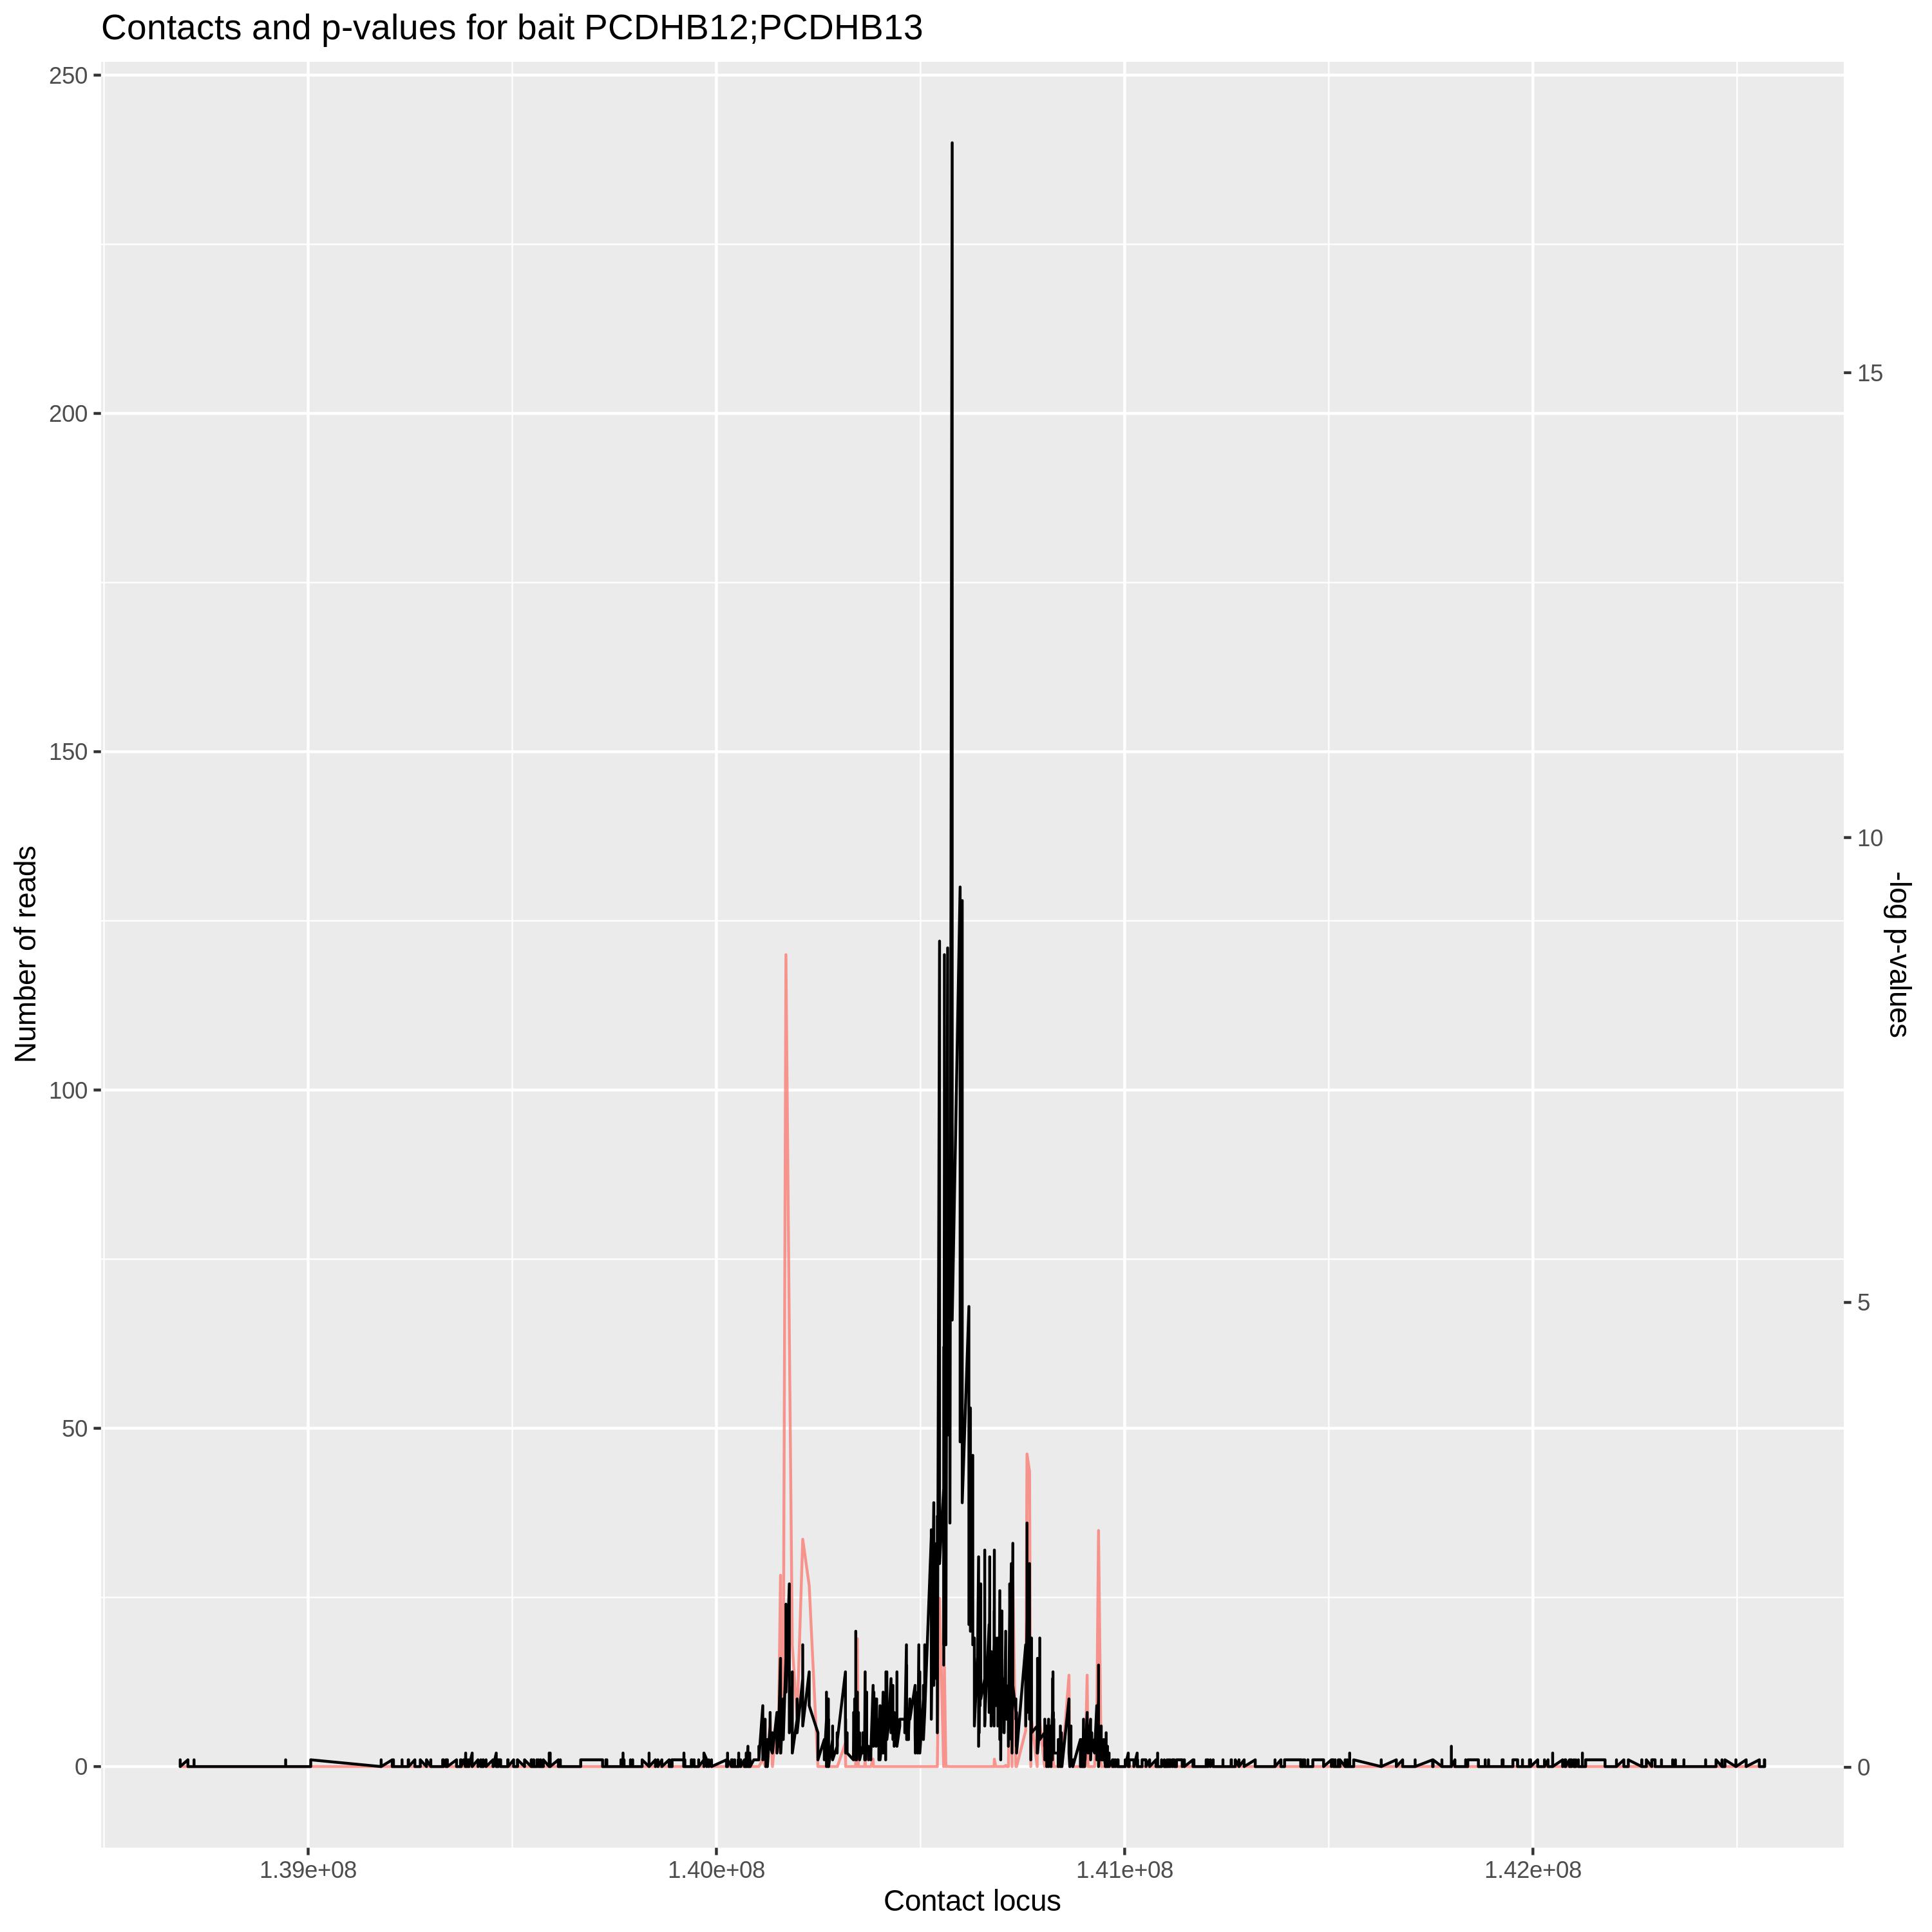 Contacts and p-values for bait PCDHB12;PCDHB13
250
200
150
100
50
0
Number of reads
15
10
5
0
-log p-values
1.39e+08
1.40e+08
1.41e+08
1.42e+08
Contact locus